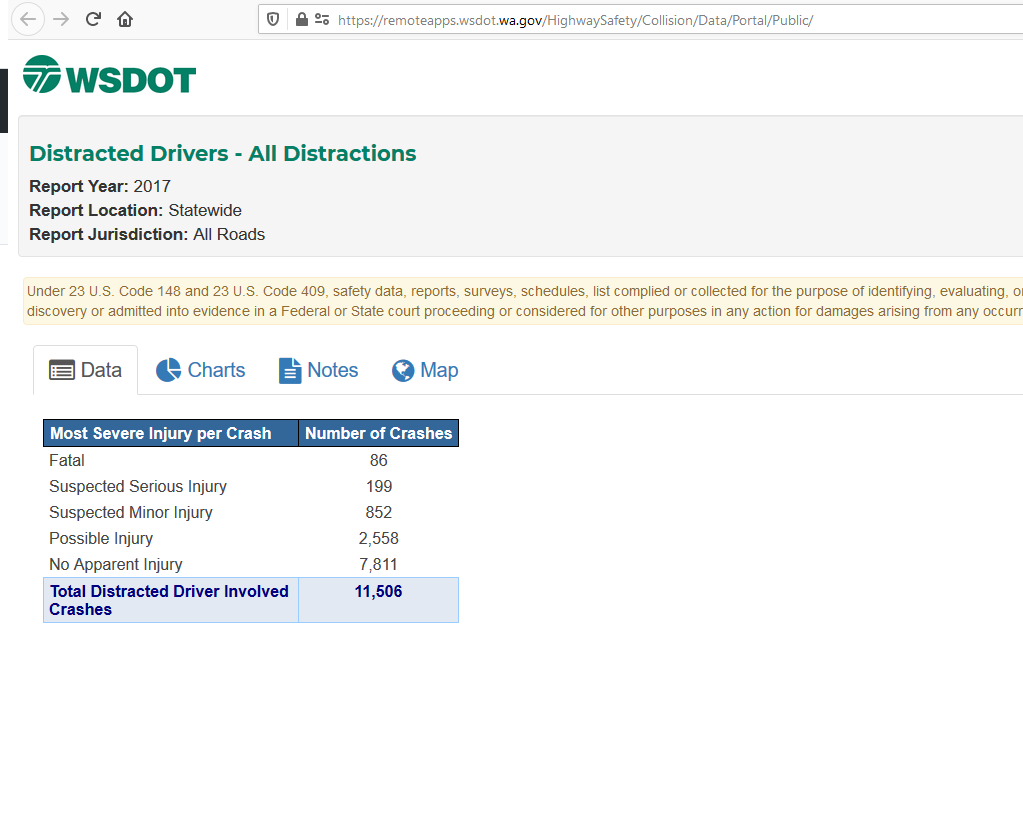 https://remoteapps.wsdot.wa.gov/HighwaySafety/Collision/Data/Portal/Public/
WSDOT
Distracted Drivers - All Distractions
Report Year: 2017
Report Location: Statewide
Report Jurisdiction: All Roads
Under 23 U.S. Code 148 and 23 U.S. Code 409, safety data, reports, surveys, schedules, list complied or collected for the purpose of identifying, evaluating,
discovery or admitted into evidence in a Federal or State court proceeding or considered for other purposes in any action for damages arising from any
Data Charts Notes Map
Most Severe Injury per Crash Number of Crashes
Fatal 86
Suspected Serious Injury 199
Suspected Minor Injury 852
Possible Injury 2,558
No Apparent Injury 7,811
Total Distracted Driver Involved 11,506
Crashes